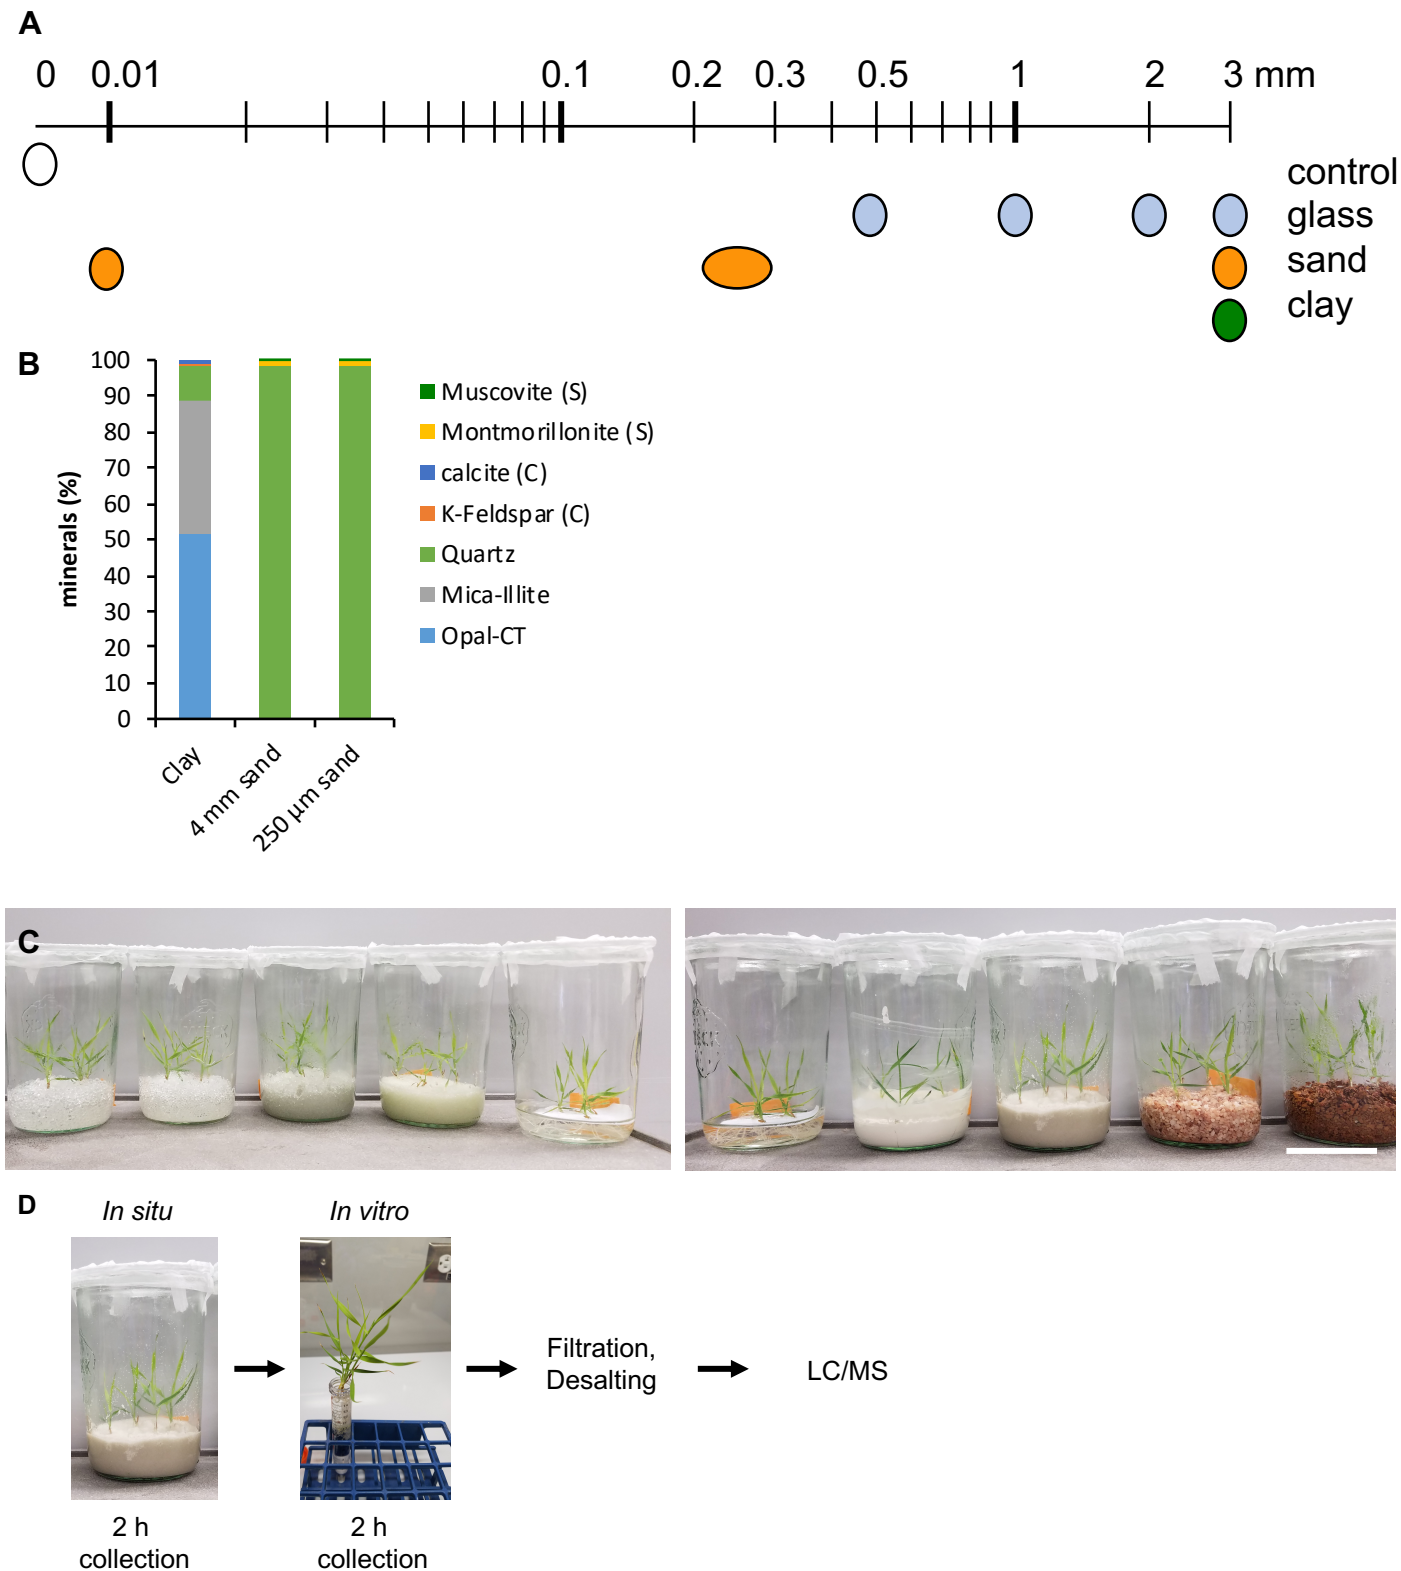 A
0 0.01 0.1 0.2 0.3 0.5 1 2 3 mm
control
glass
sand
clay
B
minerals (%)
100
90
80
70
60
50
40
30
20
10
0
Clay
4 mm sand
250 µm sand
Muscovite (S)
Montmorillonite (S)
calcite (C)
K-Feldspar (C)
Quartz
Mica-Illite
Opal-CT
C
D
In situ
In vitro
2 h
collection
2 h
collection
Filtration,
Desalting
LC/MS